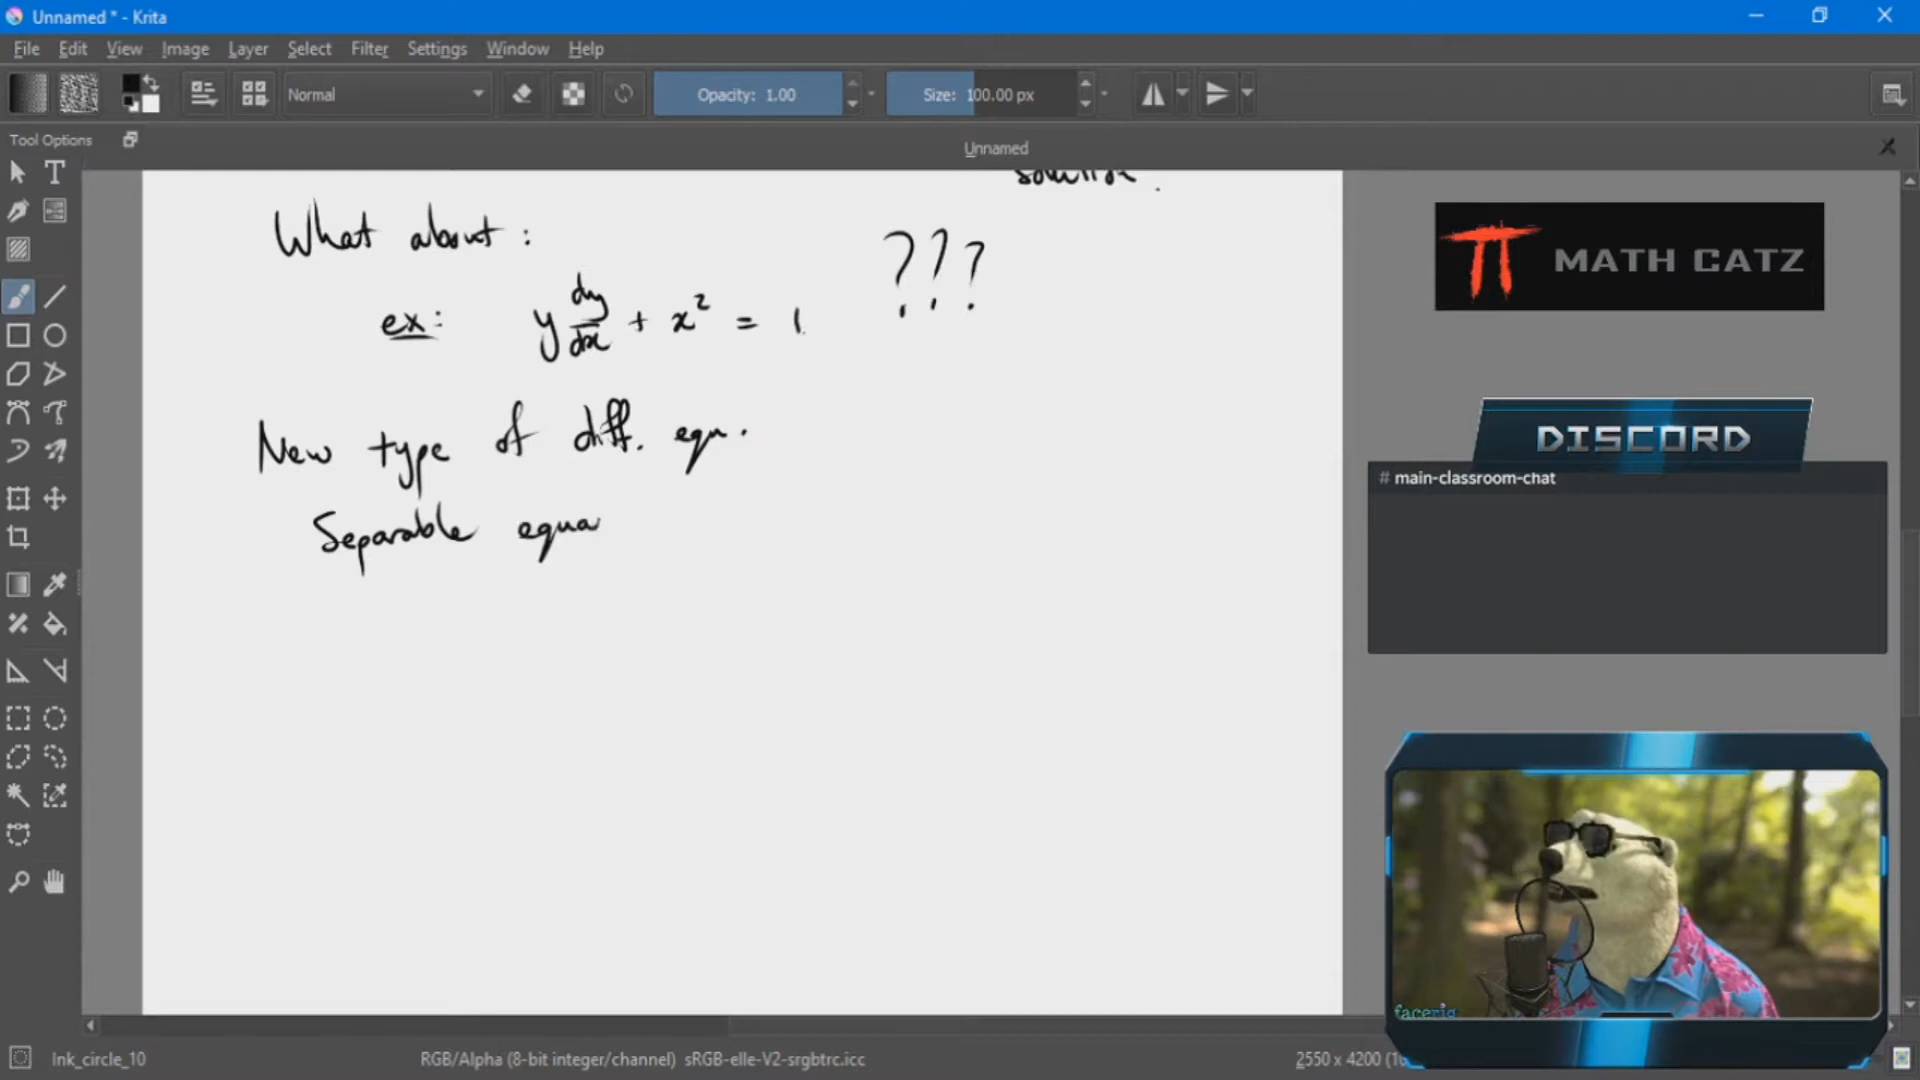 Unnamed * - Krita
File Edit View Image Layer Select Filter Settings Window Help
Normal
Opacity: 1.00
Size: 100.00 px
Tool Options
Unnamed
What about :
???
ex: y dy/dx + x² = 1
New type of diff. eqn.
Separable equa
MATH CATZ
DISCORD
# main-classroom-chat
facerig
Ink_circle_10
RGB/Alpha (8-bit integer/channel) sRGB-elle-V2-srgbtrc.icc
2550 x 4200